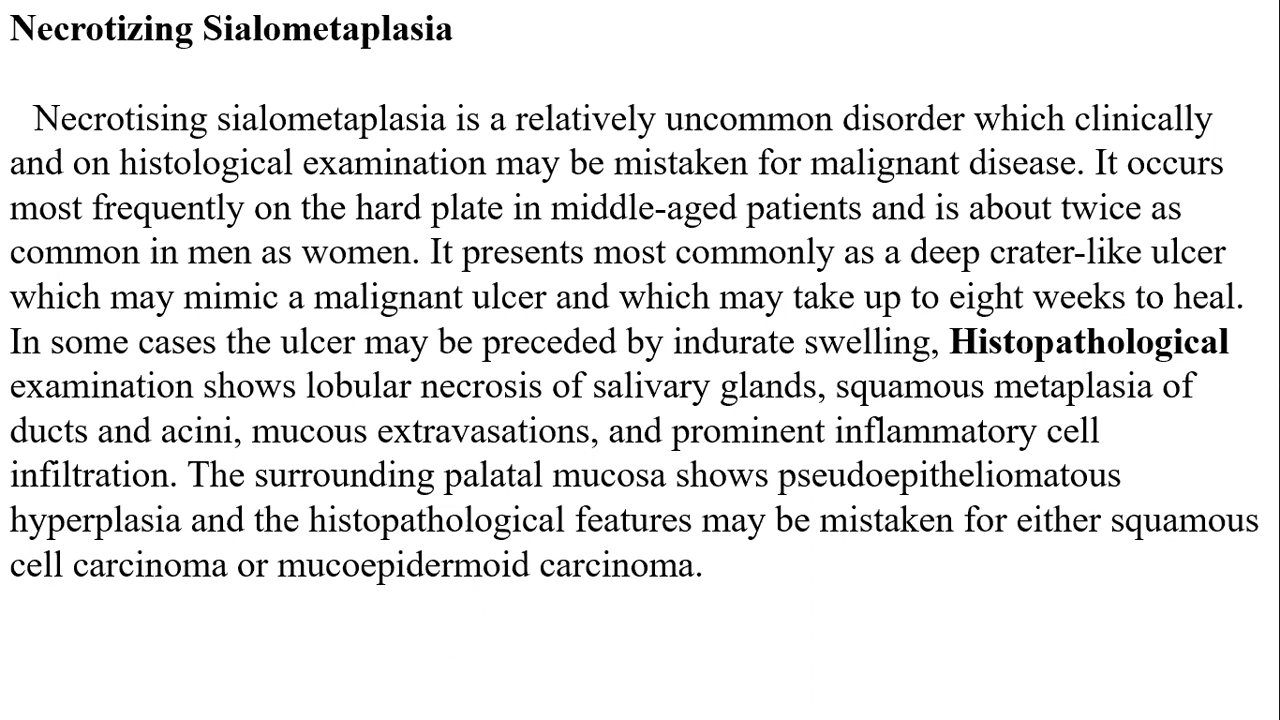 Necrotizing Sialometaplasia
Necrotising sialometaplasia is a relatively uncommon disorder which clinically
and on histological examination may be mistaken for malignant disease. It occurs
most frequently on the hard plate in middle-aged patients and is about twice as
common in men as women. It presents most commonly as a deep crater-like ulcer
which may mimic a malignant ulcer and which may take up to eight weeks to heal.
In some cases the ulcer may be preceded by indurate swelling, Histopathological
examination shows lobular necrosis of salivary glands, squamous metaplasia of
ducts and acini, mucous extravasations, and prominent inflammatory cell
infiltration. The surrounding palatal mucosa shows pseudoepitheliomatous
hyperplasia and the histopathological features may be mistaken for either squamous
cell carcinoma or mucoepidermoid carcinoma.